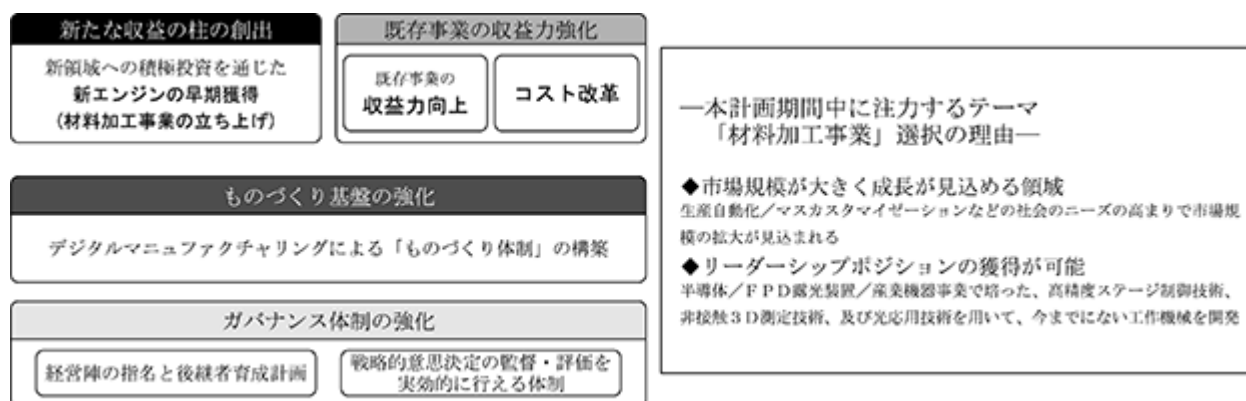 新たな収益の柱の創出
新領域への積極投資を通じた
新エンジンの早期獲得
(材料加工事業の立ち上げ)
既存事業の収益力強化
既存事業の
収益力向上
コスト改革
ものづくり基盤の強化
デジタルマニュファクチャリングによる「ものづくり体制」の構築
ガバナンス体制の強化
経営陣の指名と後継者育成計画
戦略的意思決定の監督・評価を
実効的に行える体制
―本計画期間中に注力するテーマ
「材料加工事業」選択の理由―
◆市場規模が大きく成長が見込める領域
生産自動化／マスカスタマイゼーションなどの社会のニーズの高まりで市場規
模の拡大が見込まれる
◆リーダーシップポジションの獲得が可能
半導体／ＦＰＤ露光装置／産業機器事業で培った、高精度ステージ制御技術、
非接触３Ｄ測定技術、及び光応用技術を用いて、今までにない工作機械を開発